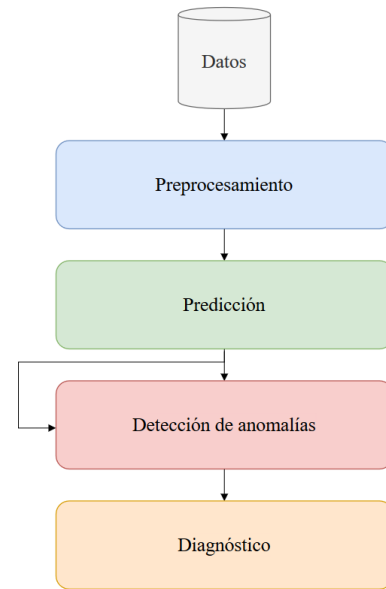 Datos
Preprocesamiento
Predicción
Detección de anomalías
Diagnóstico